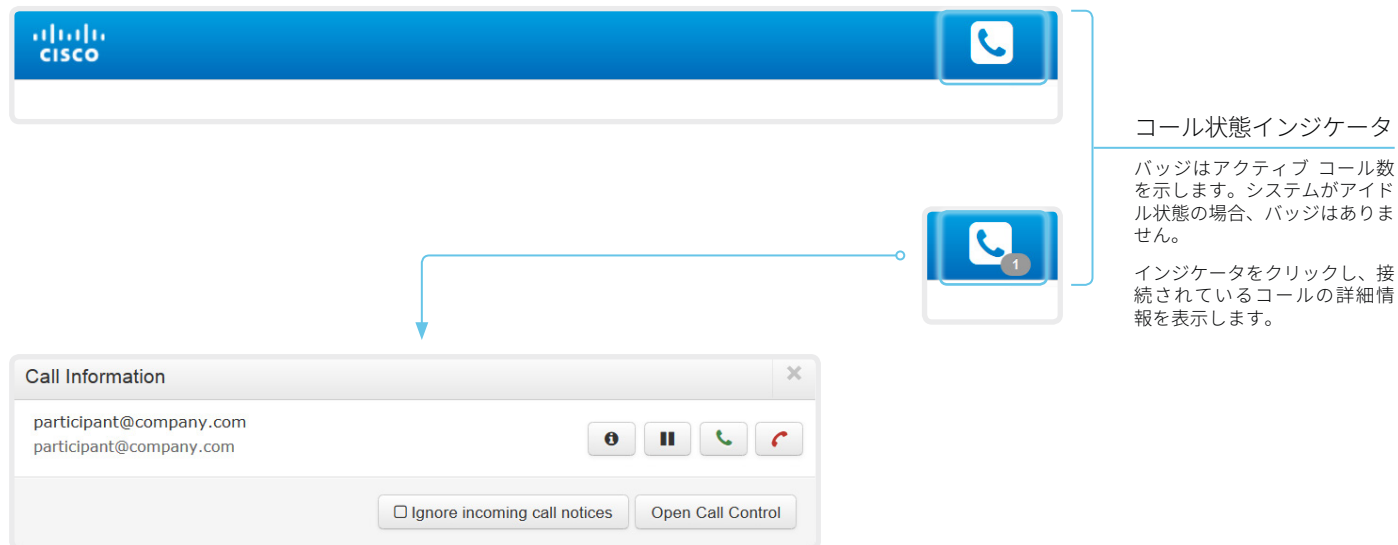 CISCO
コール状態インジケータ
バッジはアクティブ コール数
を示します。システムがアイド
ル状態の場合、バッジはありま
せん。
インジケータをクリックし、接
続されているコールの詳細情
報を表示します。
1
Call Information
participant@company.com
participant@company.com
Ignore incoming call notices
Open Call Control